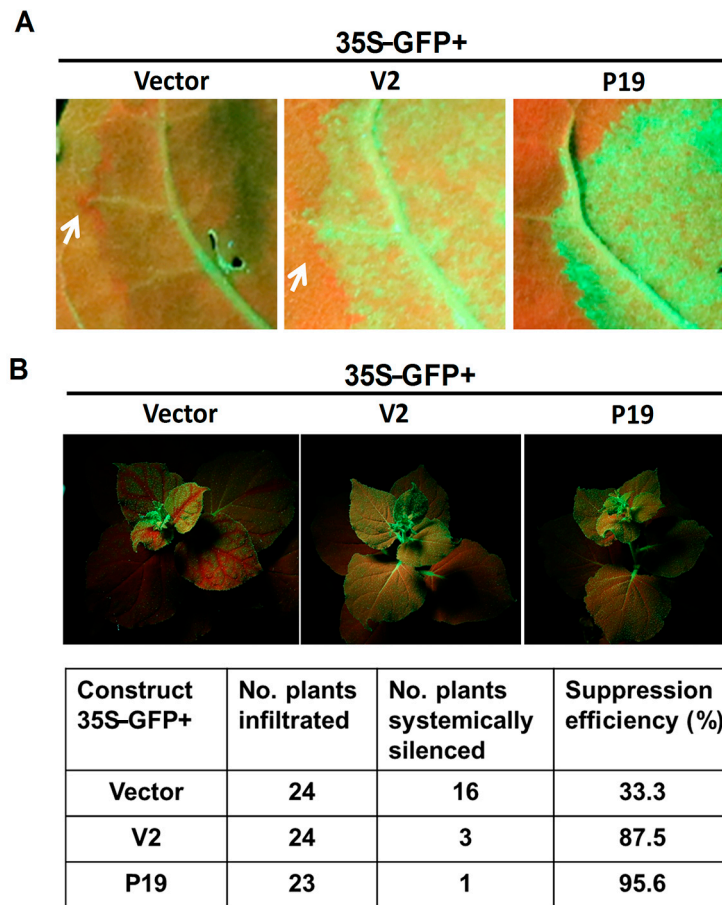 A
35S-GFP+
Vector V2 P19
B
35S-GFP+
Vector V2 P19
Construct 35S-GFP+ No. plants infiltrated No. plants systemically silenced Suppression efficiency (%)
Vector 24 16 33.3
V2 24 3 87.5
P19 23 1 95.6